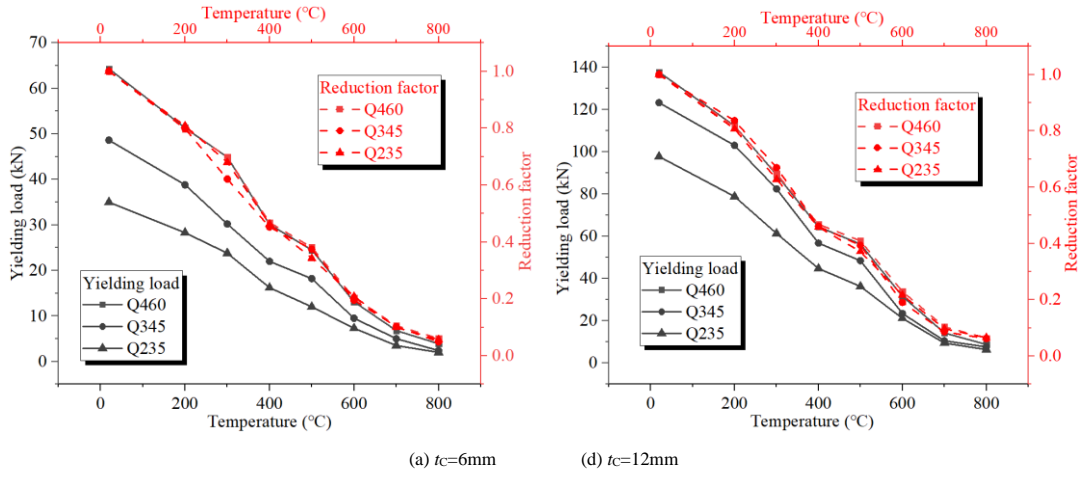 Temperature (°C)
0 200 400 600 800
70
60
50
40
30
20
10
0
Yielding load (kN)
1.0
0.8
0.6
0.4
0.2
0.0
Reduction factor
Reduction factor
Q460
Q345
Q235
Yielding load
Q460
Q345
Q235
0 200 400 600 800
Temperature (°C)
Temperature (°C)
0 200 400 600 800
140
120
100
80
60
40
20
0
Yielding load (kN)
1.0
0.8
0.6
0.4
0.2
0.0
Reduction factor
Reduction factor
Q460
Q345
Q235
Yielding load
Q460
Q345
Q235
0 200 400 600 800
Temperature (°C)
(a) tC=6mm (d) tC=12mm